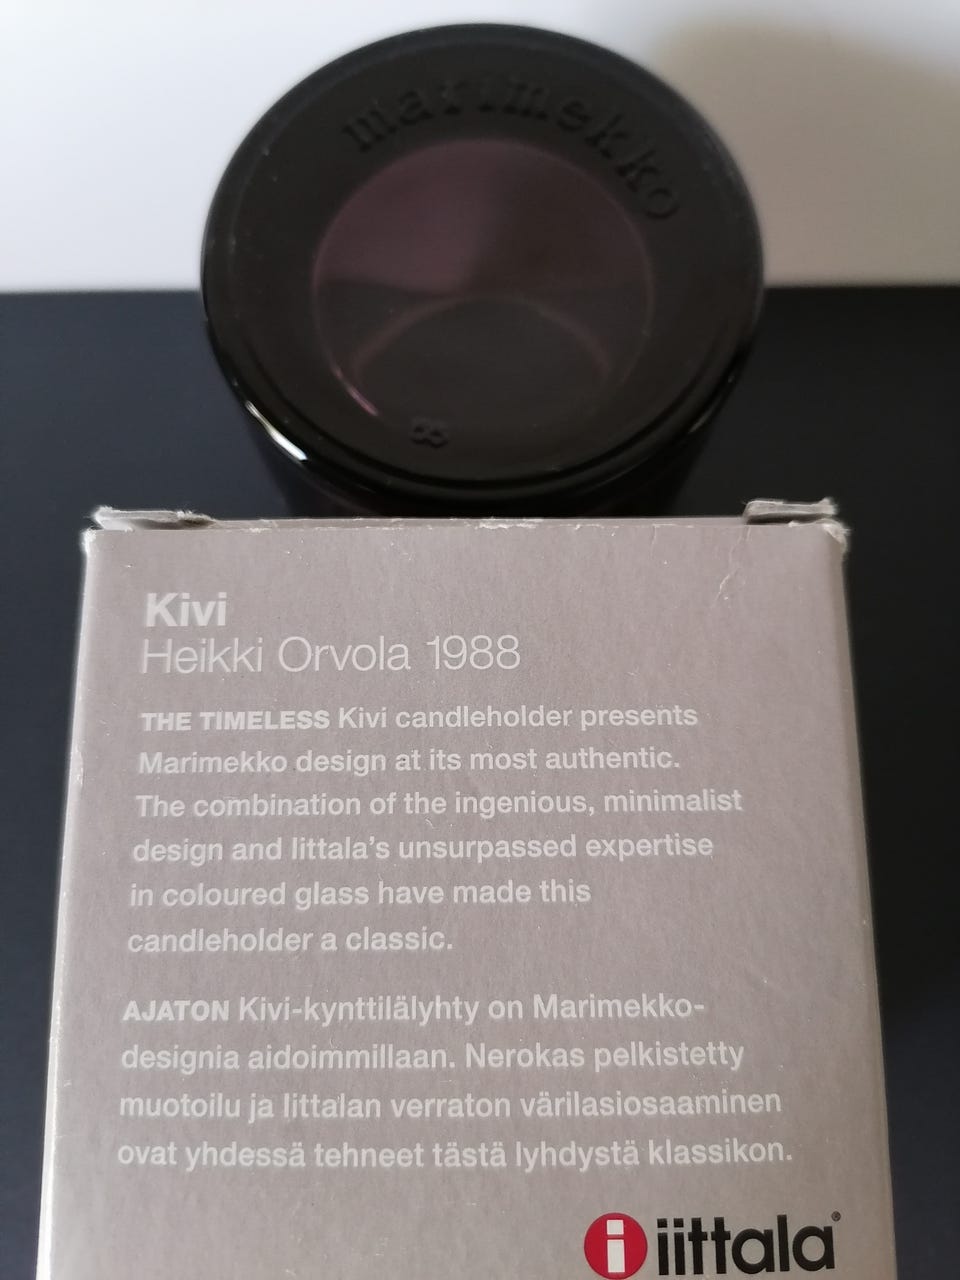 marimekko
8
Kivi
Heikki Orvola 1988
THE TIMELESS Kivi candleholder presents
Marimekko design at its most authentic.
The combination of the ingenious, minimalist
design and Iittala's unsurpassed expertise
in coloured glass have made this
candleholder a classic.
AJATON Kivi-kynttilälyhty on Marimekko-
designia aidoimmillaan. Nerokas pelkistetty
muotoilu ja Iittalan verraton värilasiosaaminen
ovat yhdessä tehneet tästä lyhdystä klassikon.
i iittala®